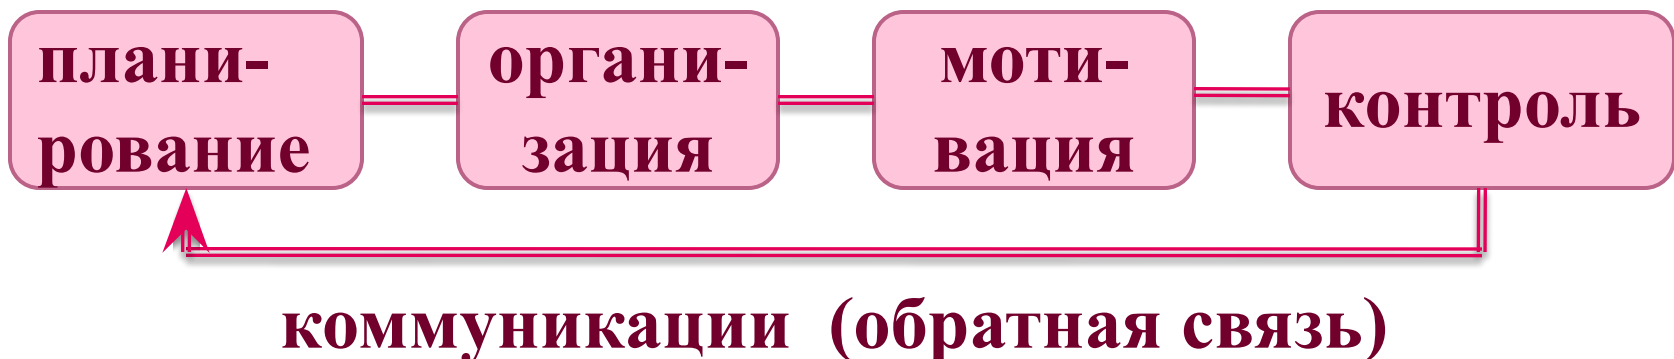 плани-
рование
органи-
зация
моти-
вация
контроль
коммуникации (обратная связь)